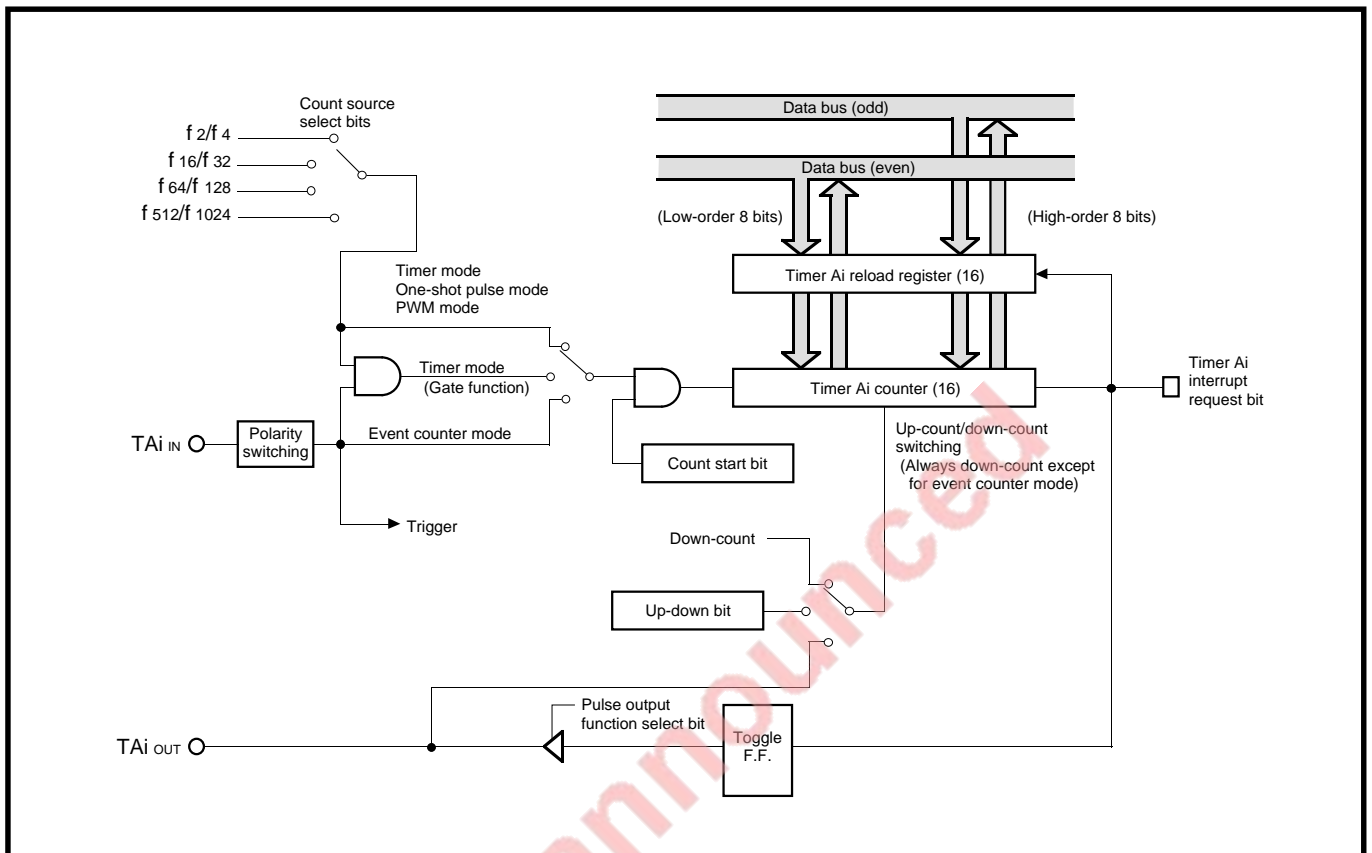 Count source
select bits
f 2/f 4
f 16/f 32
f 64/f 128
f 512/f 1024
Data bus (odd)
Data bus (even)
(Low-order 8 bits)
(High-order 8 bits)
Timer Ai reload register (16)
Timer mode
One-shot pulse mode
PWM mode
Timer mode
(Gate function)
Timer Ai counter (16)
Timer Ai
interrupt
request bit
TAi IN
Polarity
switching
Event counter mode
Count start bit
Up-count/down-count
switching
(Always down-count except
for event counter mode)
Trigger
Down-count
Up-down bit
Pulse output
function select bit
Toggle
F.F.
TAi OUT
nnounced